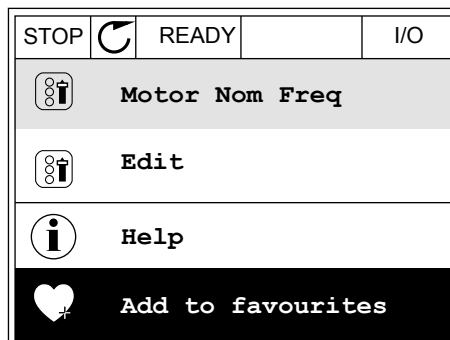 STOP READY I/O
Motor Nom Freq
Edit
Help
Add to favourites